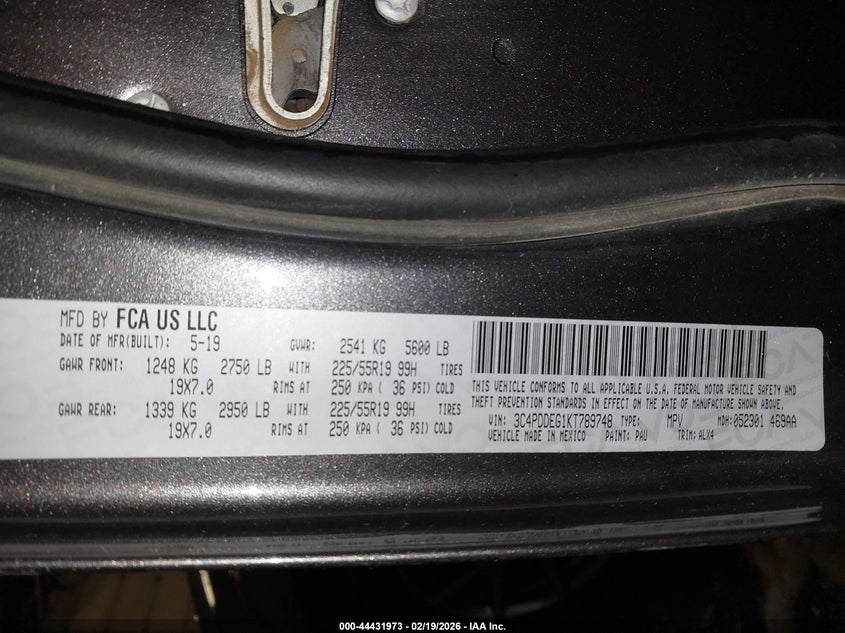 MFD BY FCA US LLC
DATE OF MFR(BUILT): 5-19 GVWR: 2541 KG 5600 LB
GAWR FRONT: 1248 KG 2750 LB WITH 225/55R19 99H TIRES
19X7.0 RIMS AT 250 KPA ( 36 PSI) COLD
GAWR REAR: 1339 KG 2950 LB WITH 225/55R19 99H TIRES
19X7.0 RIMS AT 250 KPA ( 36 PSI) COLD
THIS VEHICLE CONFORMS TO ALL APPLICABLE U.S.A. FEDERAL MOTOR VEHICLE SAFETY AND
THEFT PREVENTION STANDARDS IN EFFECT ON THE DATE OF MANUFACTURE SHOWN ABOVE.
VIN: 3C4PDDEG1KT789748 TYPE: MPV MDH: 052301 469AA
VEHICLE MADE IN MEXICO PAINT: PAU TRIM: ALX4
000-44431973 - 02/19/2026 - IAA Inc.